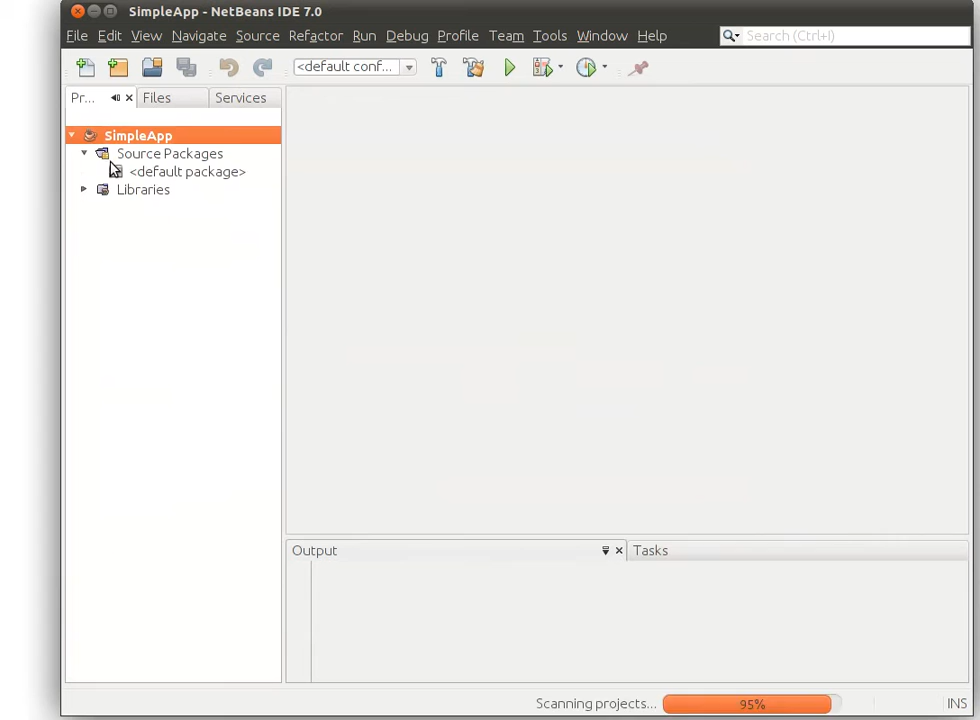 SimpleApp - NetBeans IDE 7.0
File Edit View Navigate Source Refactor Run Debug Profile Team Tools Window Help Search (Ctrl+I)
<default conf...
Pr... Files Services
SimpleApp
Source Packages
<default package>
Libraries
Output Tasks
Scanning projects... 95% INS